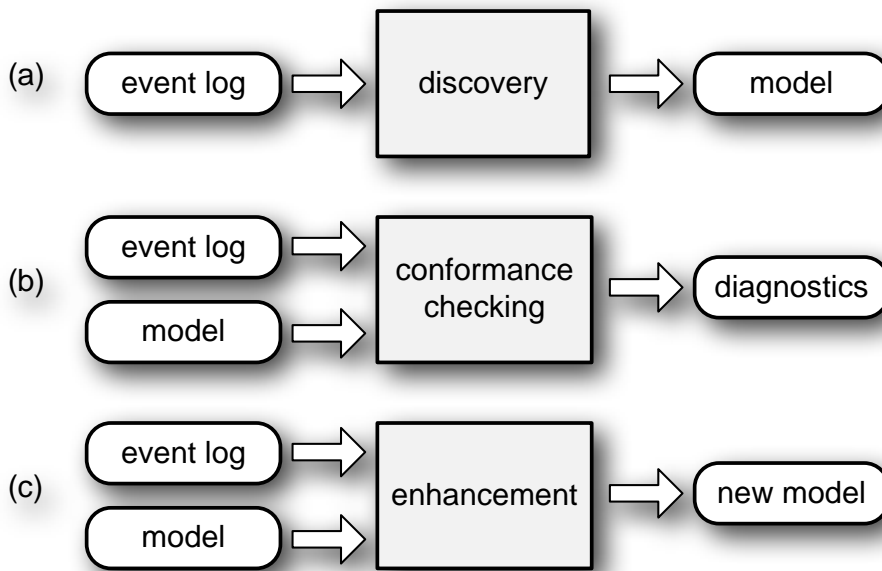 (a)
event log
discovery
model
(b)
event log
model
conformance
checking
diagnostics
(c)
event log
model
enhancement
new model